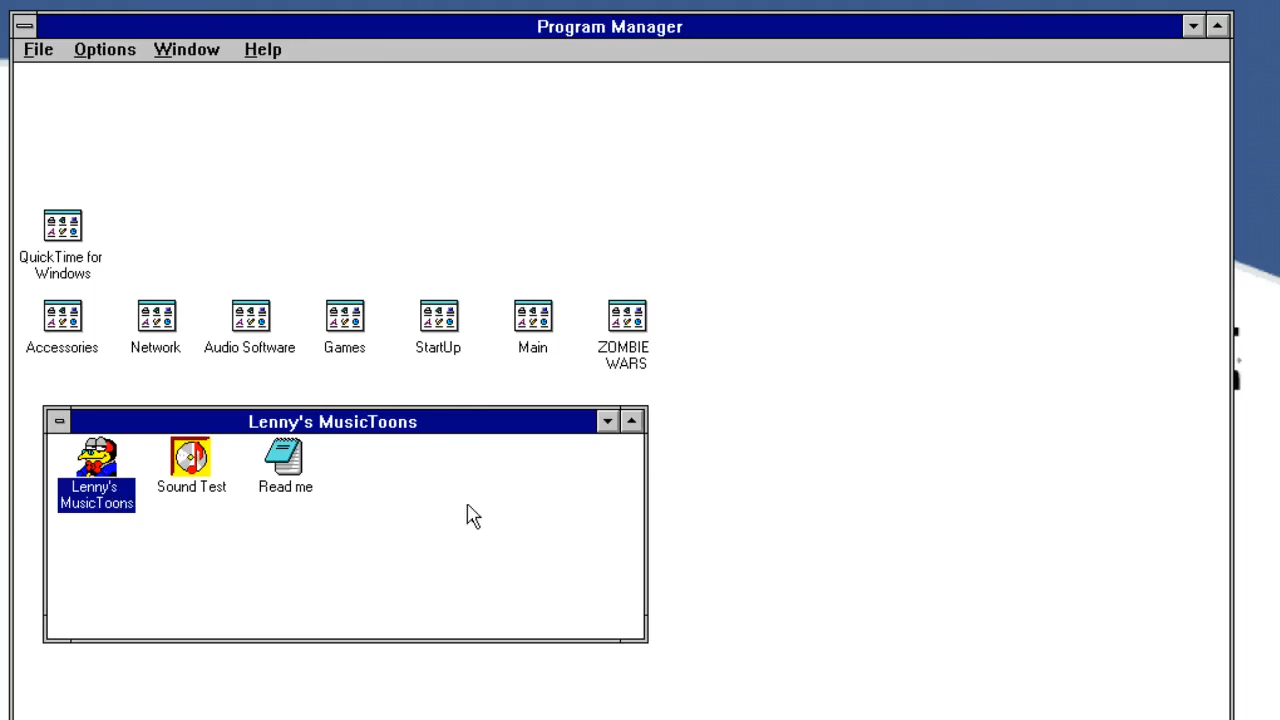 Program Manager
File Options Window Help
QuickTime for
Windows
Accessories Network Audio Software Games StartUp Main ZOMBIE
WARS
Lenny's MusicToons
Lenny's
MusicToons
Sound Test
Read me